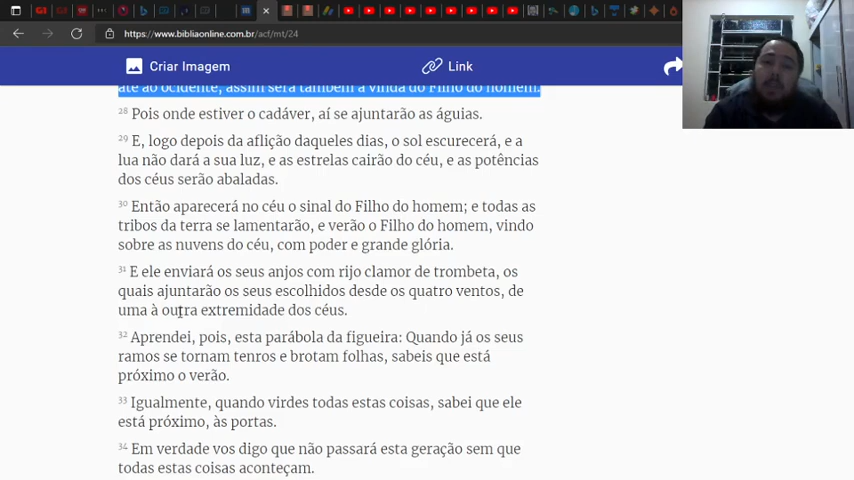 https://www.bibliaonline.com.br/acf/mt/24
Criar Imagem
Link
até ao ocidente, assim será também a vinda do Filho do homem.
28 Pois onde estiver o cadáver, aí se ajuntarão as águias.
29 E, logo depois da aflição daqueles dias, o sol escurecerá, e a
lua não dará a sua luz, e as estrelas cairão do céu, e as potências
dos céus serão abaladas.
30 Então aparecerá no céu o sinal do Filho do homem; e todas as
tribos da terra se lamentarão, e verão o Filho do homem, vindo
sobre as nuvens do céu, com poder e grande glória.
31 E ele enviará os seus anjos com rijo clamor de trombeta, os
quais ajuntarão os seus escolhidos desde os quatro ventos, de
uma à outra extremidade dos céus.
32 Aprendei, pois, esta parábola da figueira: Quando já os seus
ramos se tornam tenros e brotam folhas, sabeis que está
próximo o verão.
33 Igualmente, quando virdes todas estas coisas, sabei que ele
está próximo, às portas.
34 Em verdade vos digo que não passará esta geração sem que
todas estas coisas aconteçam.